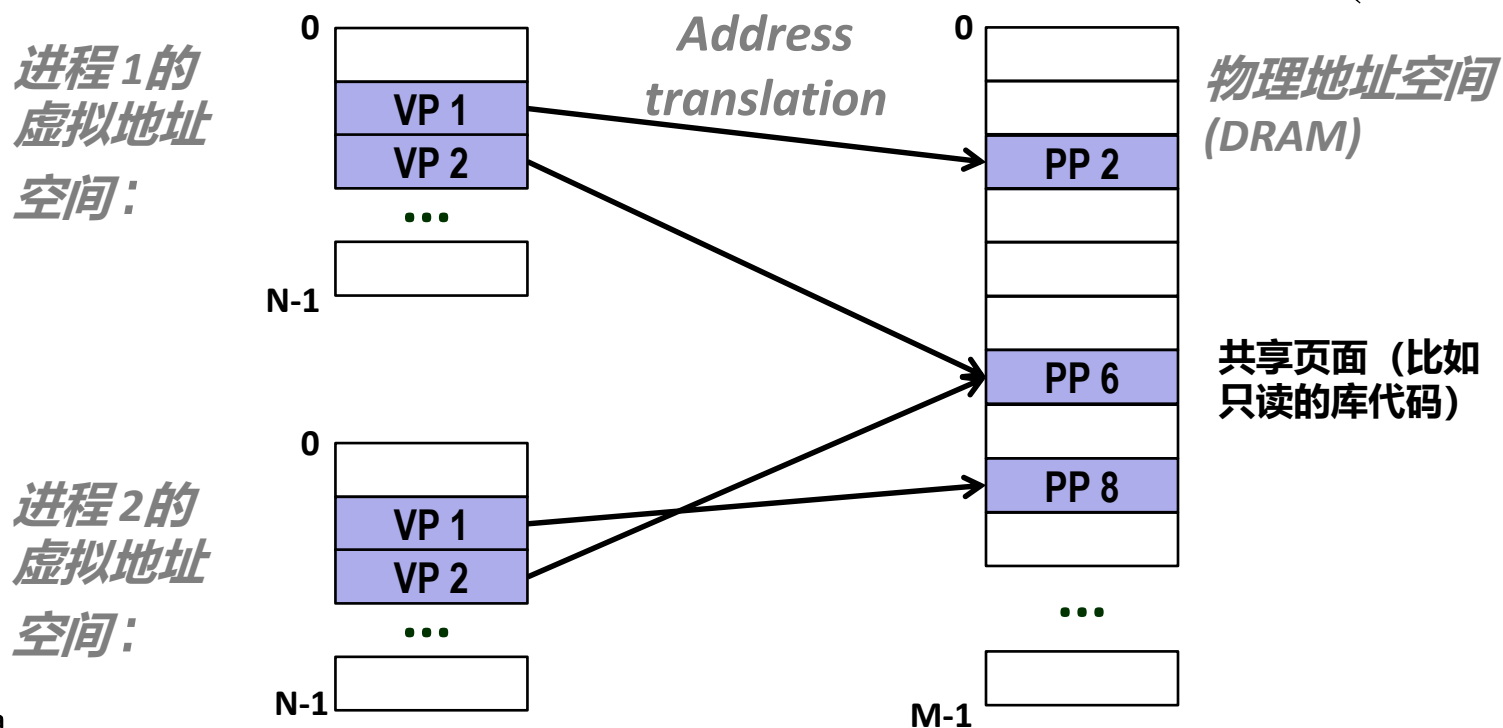 进程 1的
虚拟地址
空间：
0
VP 1
VP 2
...
N-1
Address
translation
0
PP 2
PP 6
PP 8
...
M-1
物理地址空间
(DRAM)
共享页面（比如
只读的库代码）
进程 2的
虚拟地址
空间：
0
VP 1
VP 2
...
N-1